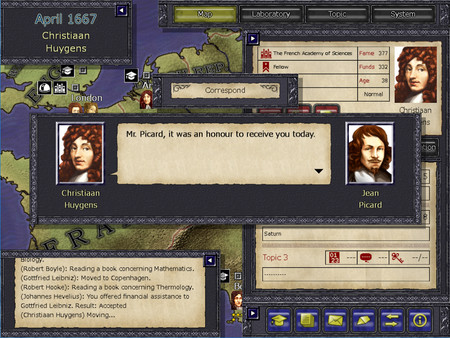 April 1667
Christiaan
Huygens
Map
Laboratory
Topic
System
The French Academy of Sciences
Fame 377
Fellow
Funds 332
Age 38
Normal
Christiaan
London
Correspond
Mr. Picard, it was an honour to receive you today.
Christiaan
Huygens
Jean
Picard
Saturn
Topic 3
Biology.
(Robert Boyle): Reading a book concerning Mathematics.
(Gottfried Leibniz): Moved to Copenhagen.
(Robert Hooke): Reading a book concerning Thermology.
(Johannes Hevelius): You offered financial assistance to
Gottfried Leibniz. Result: Accepted
(Christiaan Huygens) Moving...